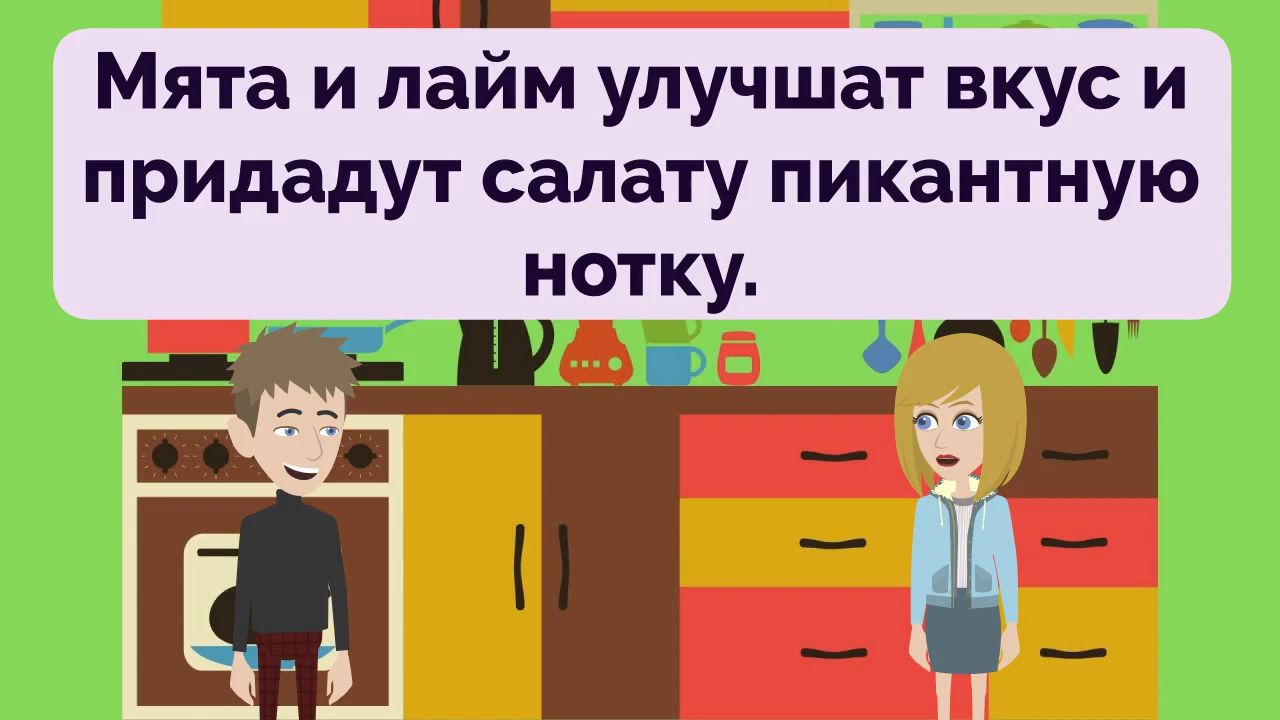 Мята и лайм улучшат вкус и
придадут салату пикантную
нотку.